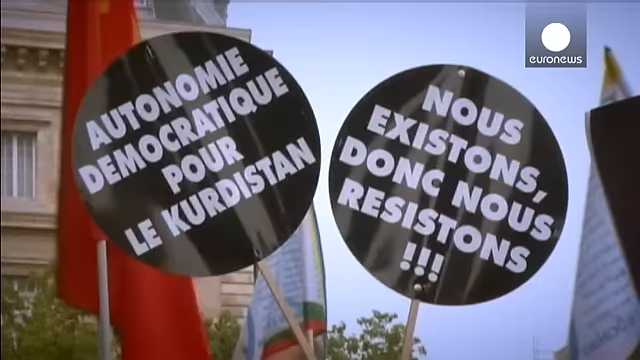 euronews
AUTONOMIE
DEMOCRATIQUE
POUR
LE KURDISTAN
NOUS
EXISTONS,
DONC NOUS
RESISTONS
!!!